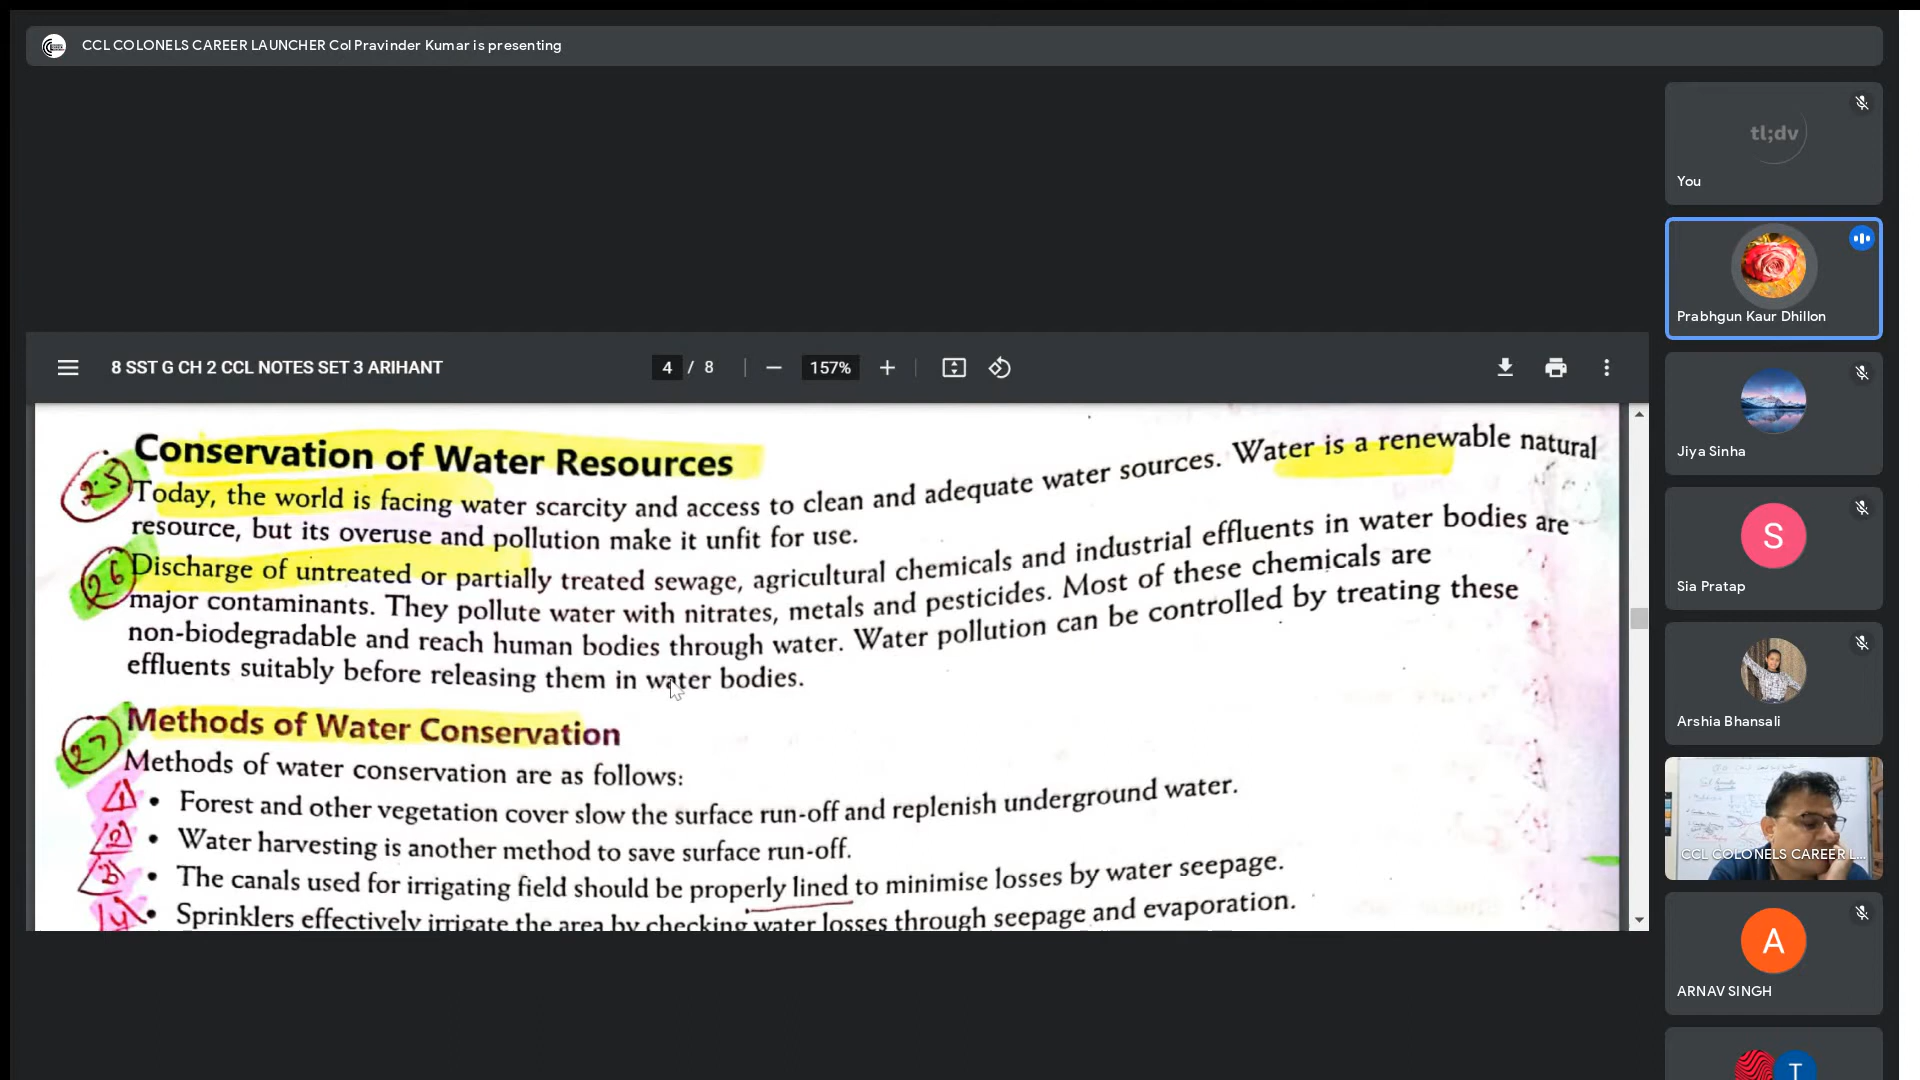 CCL COLONELS CAREER LAUNCHER Col Pravinder Kumar is presenting
tl;dv
You
Prabhgun Kaur Dhillon
8 SST G CH 2 CCL NOTES SET 3 ARIHANT
4 / 8
157%
Jiya Sinha
S
Sia Pratap
Arshia Bhansali
CCL COLONELS CAREER L...
A
ARNAV SINGH
T
25
Conservation of Water Resources
Today, the world is facing water scarcity and access to clean and adequate water sources. Water is a renewable natural
resource, but its overuse and pollution make it unfit for use.
26
Discharge of untreated or partially treated sewage, agricultural chemicals and industrial effluents in water bodies are
major contaminants. They pollute water with nitrates, metals and pesticides. Most of these chemicals are
non-biodegradable and reach human bodies through water. Water pollution can be controlled by treating these
effluents suitably before releasing them in water bodies.
27
Methods of Water Conservation
Methods of water conservation are as follows:
1 • Forest and other vegetation cover slow the surface run-off and replenish underground water.
2 • Water harvesting is another method to save surface run-off.
3 • The canals used for irrigating field should be properly lined to minimise losses by water seepage.
4 • Sprinklers effectively irrigate the area by checking water losses through seepage and evaporation.